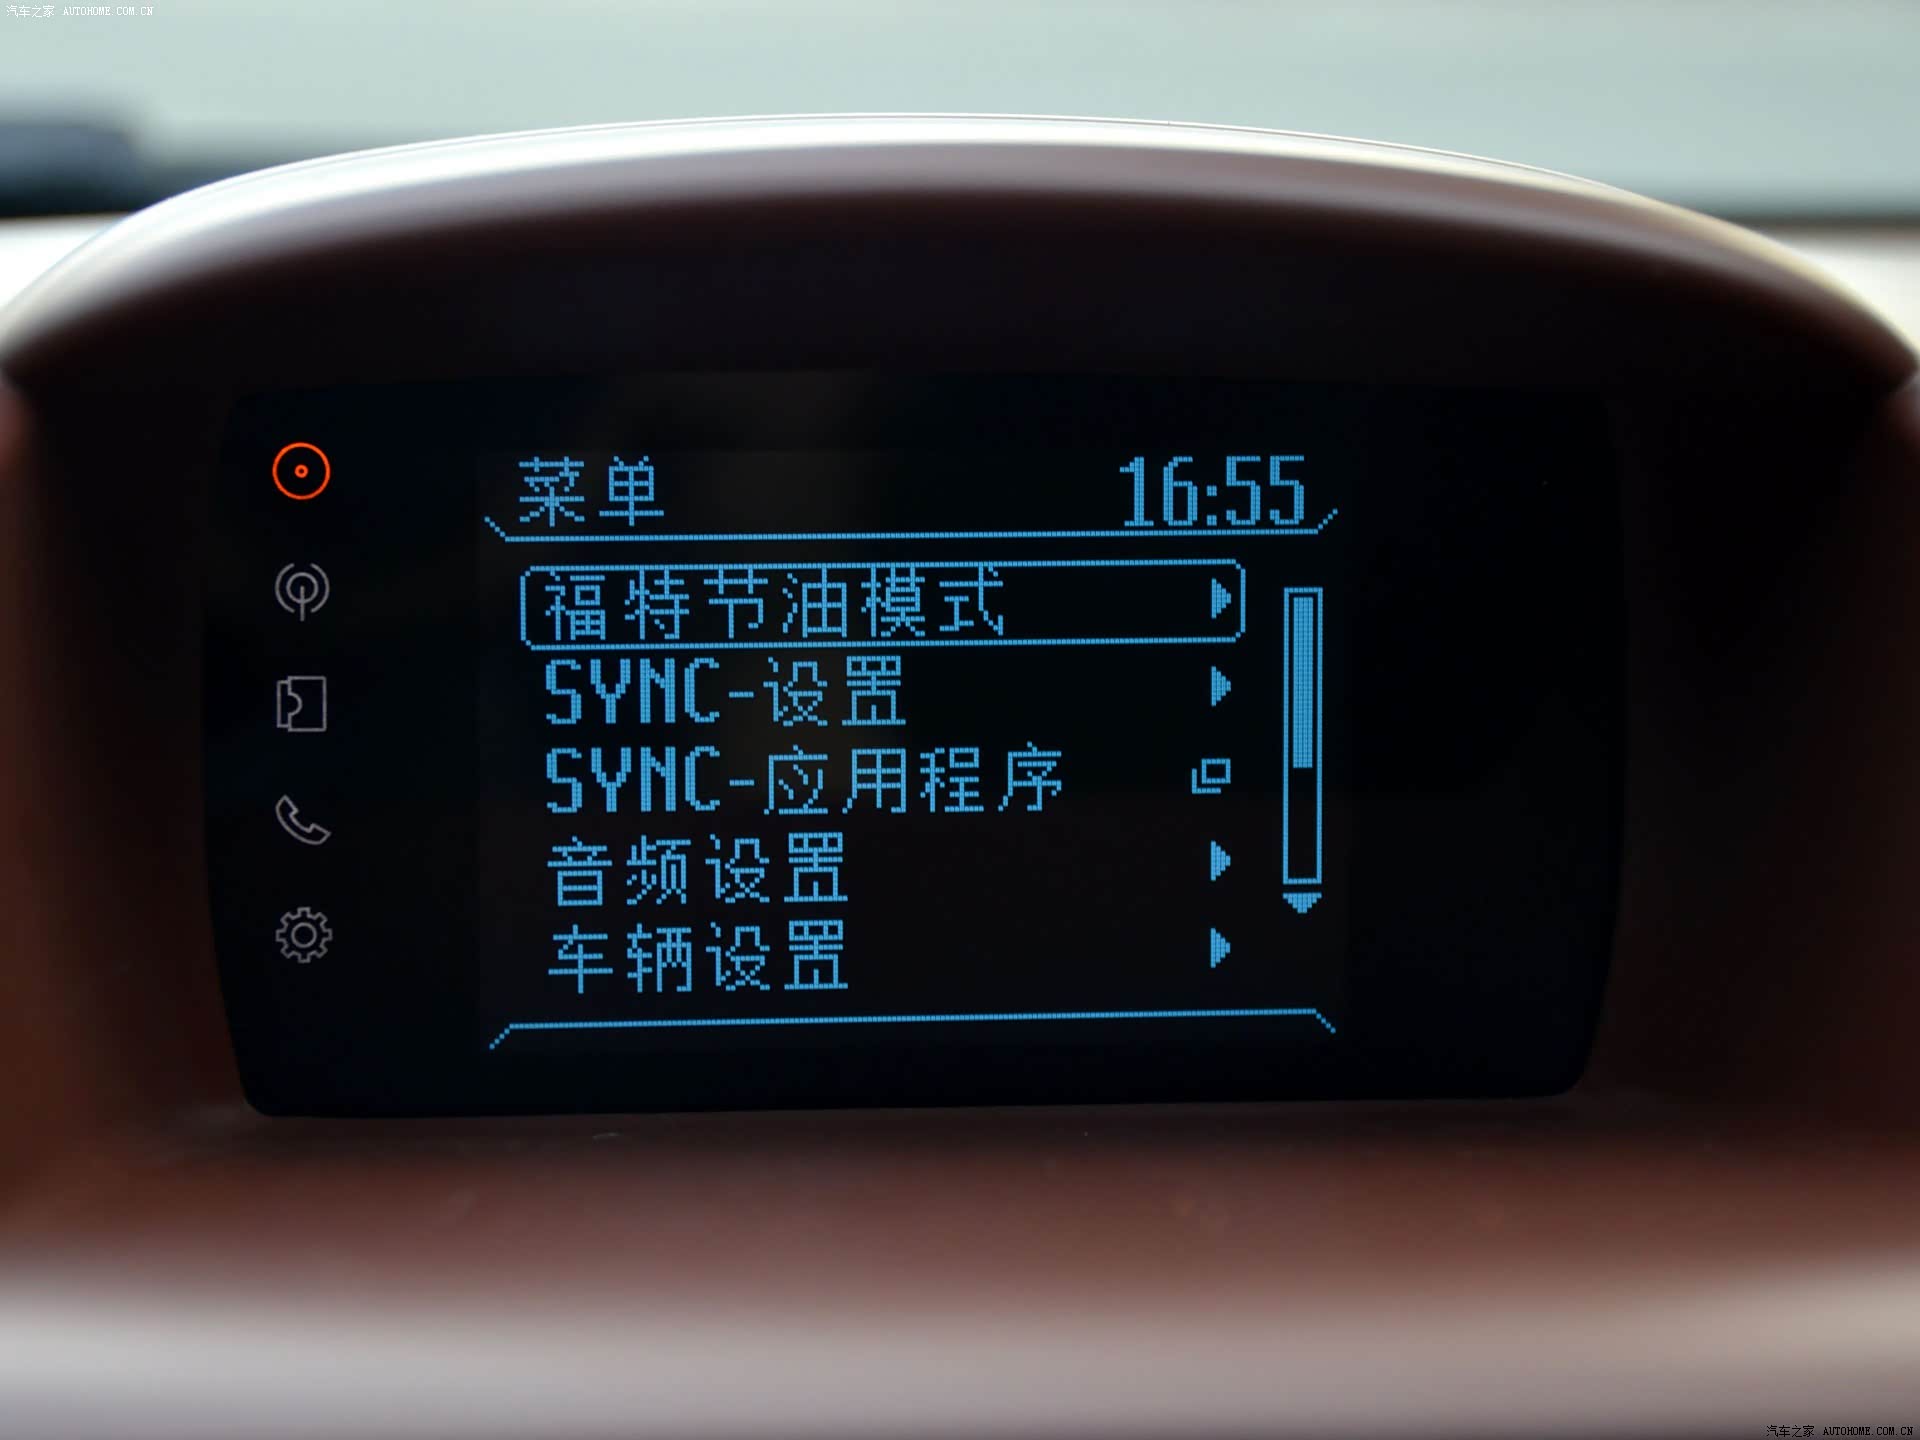 汽车之家 AUTOHOME.COM.CN
菜单 16:55
福特节油模式
SYNC-设置
SYNC-应用程序
音频设置
车辆设置
汽车之家 AUTOHOME.COM.CN